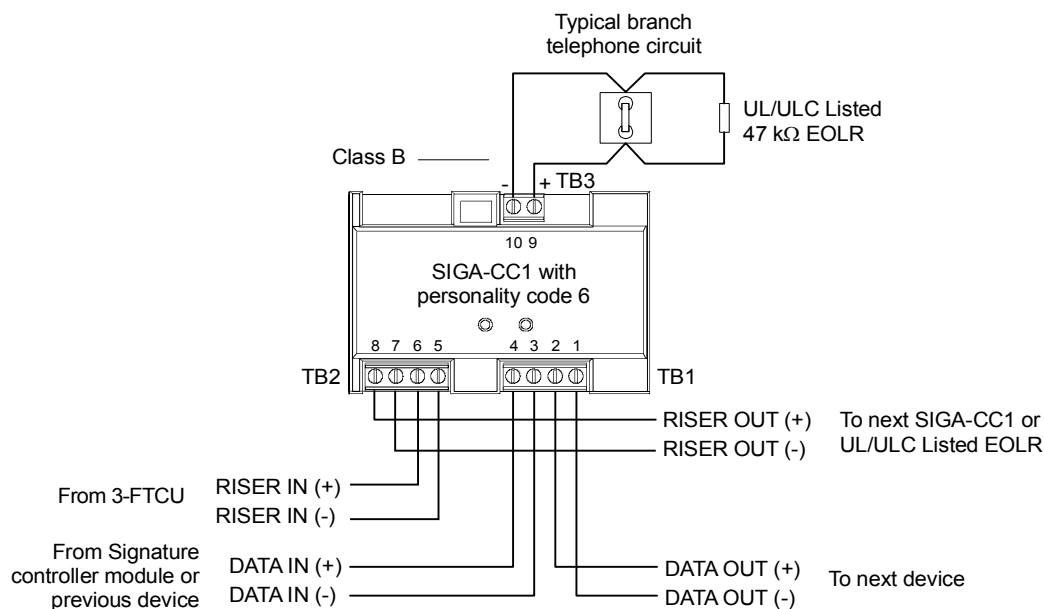 Typical branch
telephone circuit
UL/ULC Listed
47 kΩ EOLR
Class B
- + TB3
10 9
SIGA-CC1 with
personality code 6
8 7 6 5 4 3 2 1
TB2 TB1
RISER OUT (+)
RISER OUT (-)
To next SIGA-CC1 or
UL/ULC Listed EOLR
From 3-FTCU
RISER IN (+)
RISER IN (-)
From Signature
controller module or
previous device
DATA IN (+)
DATA IN (-)
DATA OUT (+)
DATA OUT (-)
To next device